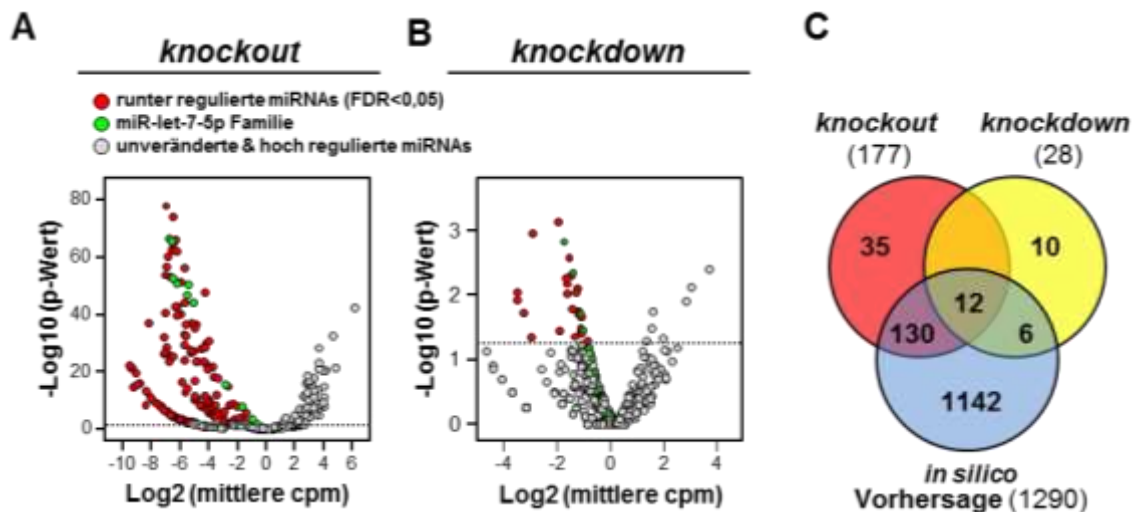 A
knockout
runter regulierte miRNAs (FDR<0,05)
miR-let-7-5p Familie
unveränderte & hoch regulierte miRNAs
-Log10 (p-Wert)
80
60
40
20
0
-10 -8 -6 -4 -2 0 2 4 6
Log2 (mittlere cpm)
B
knockdown
-Log10 (p-Wert)
3
2
1
0
-4 -2 0 2 4
Log2 (mittlere cpm)
C
knockout knockdown
(177) (28)
35 10
12
130 6
1142
in silico
Vorhersage (1290)